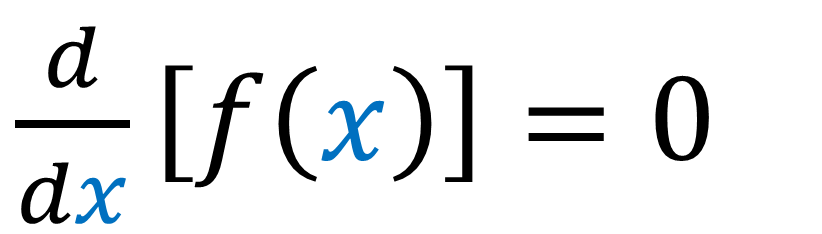 d/dx [f(x)] = 0